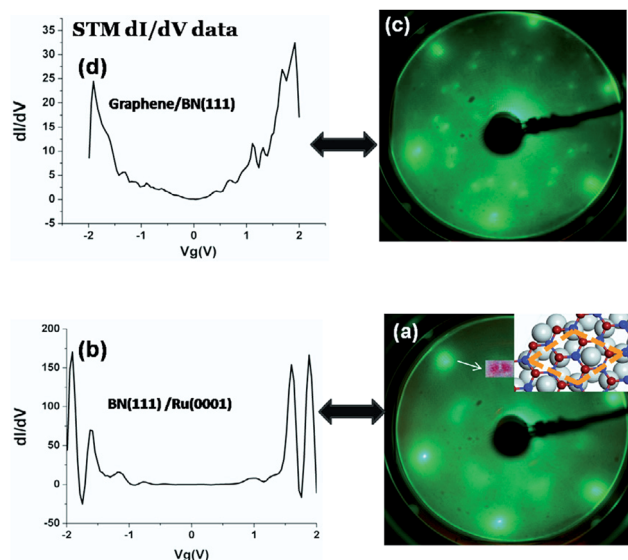 STM dI/dV data
(d)
Graphene/BN(111)
dI/dV
35
30
25
20
15
10
5
0
-2
-1
0
1
2
Vg(V)
(c)
(b)
BN(111) /Ru(0001)
dI/dV
200
150
100
50
0
-50
-2
-1
0
1
2
Vg(V)
(a)